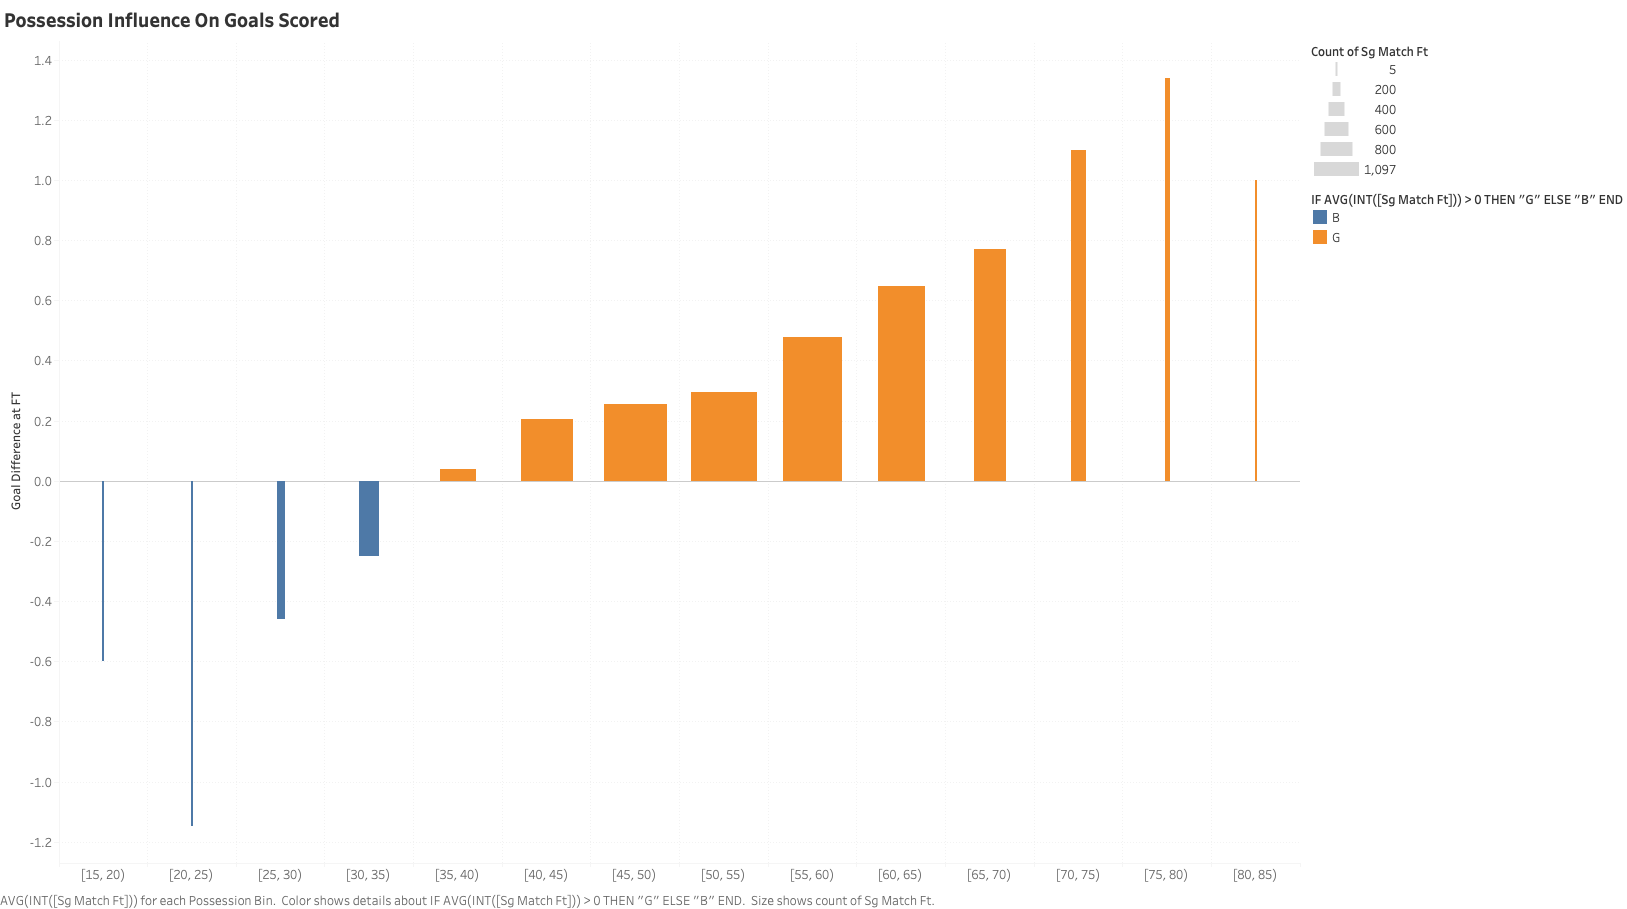 Possession Influence On Goals Scored
Count of Sg Match Ft
5
200
400
600
800
1,097
IF AVG(INT([Sg Match Ft])) > 0 THEN "G" ELSE "B" END
B
G
Goal Difference at FT
1.4
1.2
1.0
0.8
0.6
0.4
0.2
0.0
-0.2
-0.4
-0.6
-0.8
-1.0
-1.2
[15, 20) [20, 25) [25, 30) [30, 35) [35, 40) [40, 45) [45, 50) [50, 55) [55, 60) [60, 65) [65, 70) [70, 75) [75, 80) [80, 85)
AVG(INT([Sg Match Ft])) for each Possession Bin. Color shows details about IF AVG(INT([Sg Match Ft])) > 0 THEN "G" ELSE "B" END. Size shows count of Sg Match Ft.